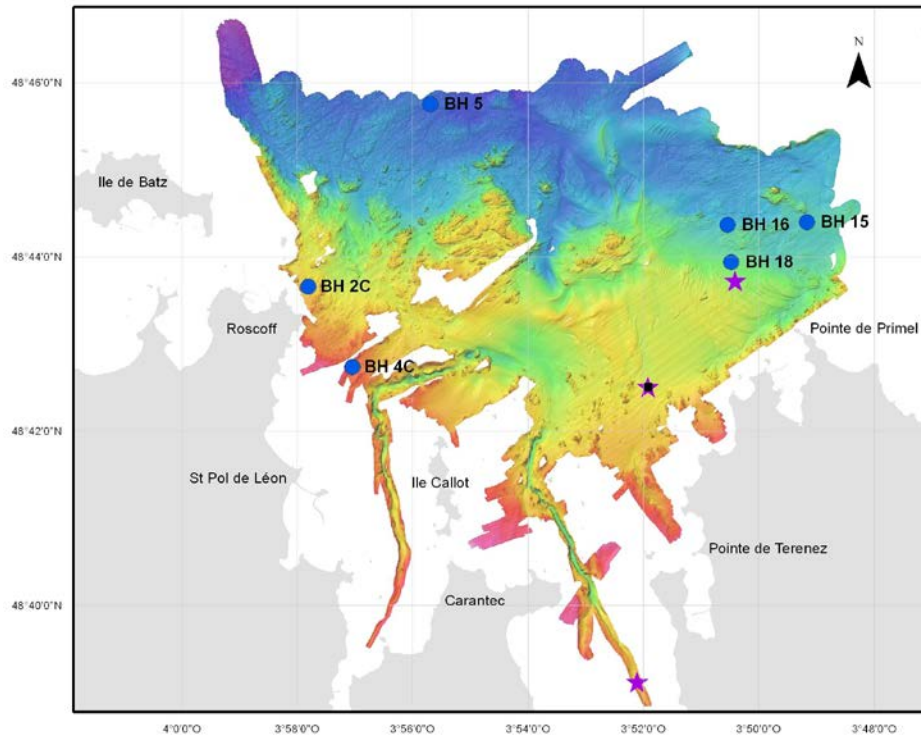 N
48°46'0"N
BH 5
Ile de Batz
BH 16
BH 15
48°44'0"N
BH 18
BH 2C
Roscoff
Pointe de Primel
BH 4C
48°42'0"N
St Pol de Léon
Ile Callot
Pointe de Terenez
48°40'0"N
Carantec
4°0'0"O
3°58'0"O
3°56'0"O
3°54'0"O
3°52'0"O
3°50'0"O
3°48'0"O